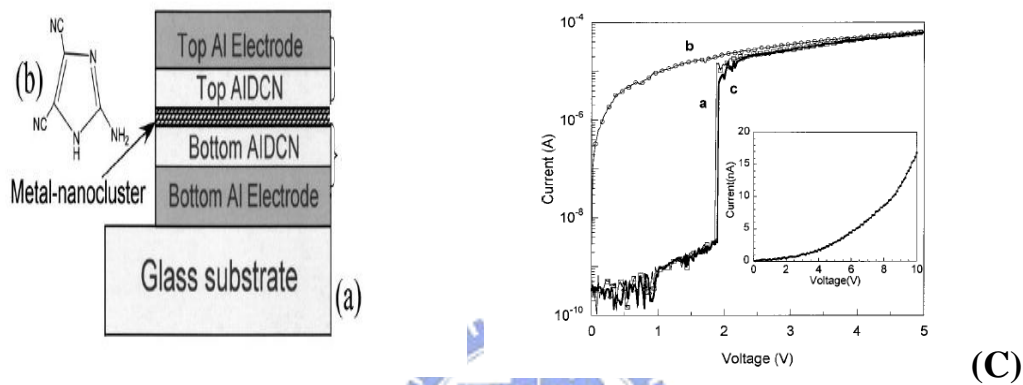 (b)
NC
N
NC
N
H
NH₂
Metal-nanocluster
Top Al Electrode
Top AIDCN
Bottom AIDCN
Bottom Al Electrode
Glass substrate
(a)
Current (A)
10⁻⁴
10⁻⁶
10⁻⁸
10⁻¹⁰
b
a
c
0 1 2 3 4 5
Voltage (V)
Current(nA)
20
15
10
5
0
0 2 4 6 8 10
Voltage(V)
(C)